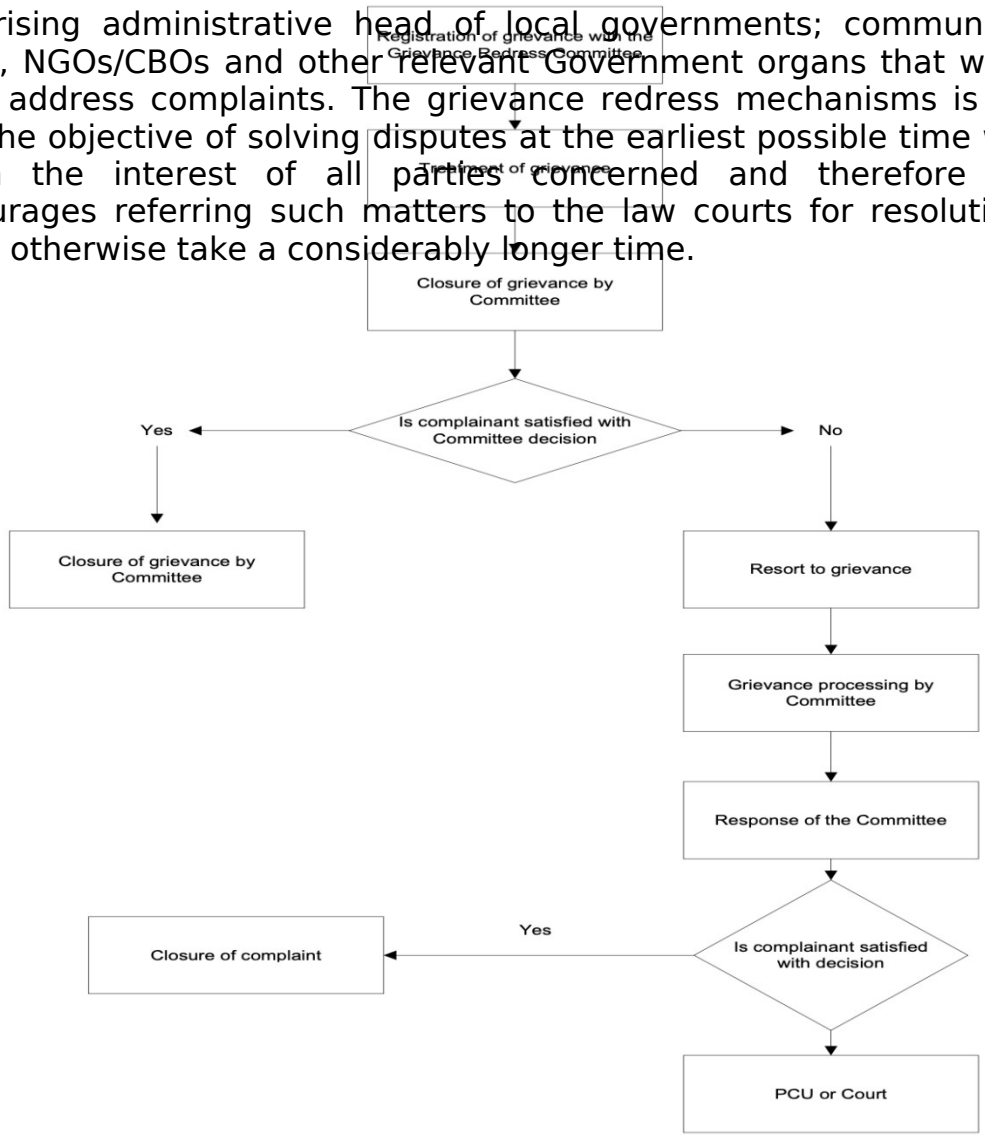 rising administrative head of local governments; commun
, NGOs/CBOs and other relevant Government organs that w
address complaints. The grievance redress mechanisms is
he objective of solving disputes at the earliest possible time
the interest of all parties concerned and therefore
urages referring such matters to the law courts for resoluti
otherwise take a considerably longer time.
Registration of grievance with the
Grievance Redress Committee
Treatment of grievance
Closure of grievance by
Committee
Is complainant satisfied with
Committee decision
Yes
No
Closure of grievance by
Committee
Resort to grievance
Grievance processing by
Committee
Response of the Committee
Is complainant satisfied
with decision
Yes
Closure of complaint
PCU or Court